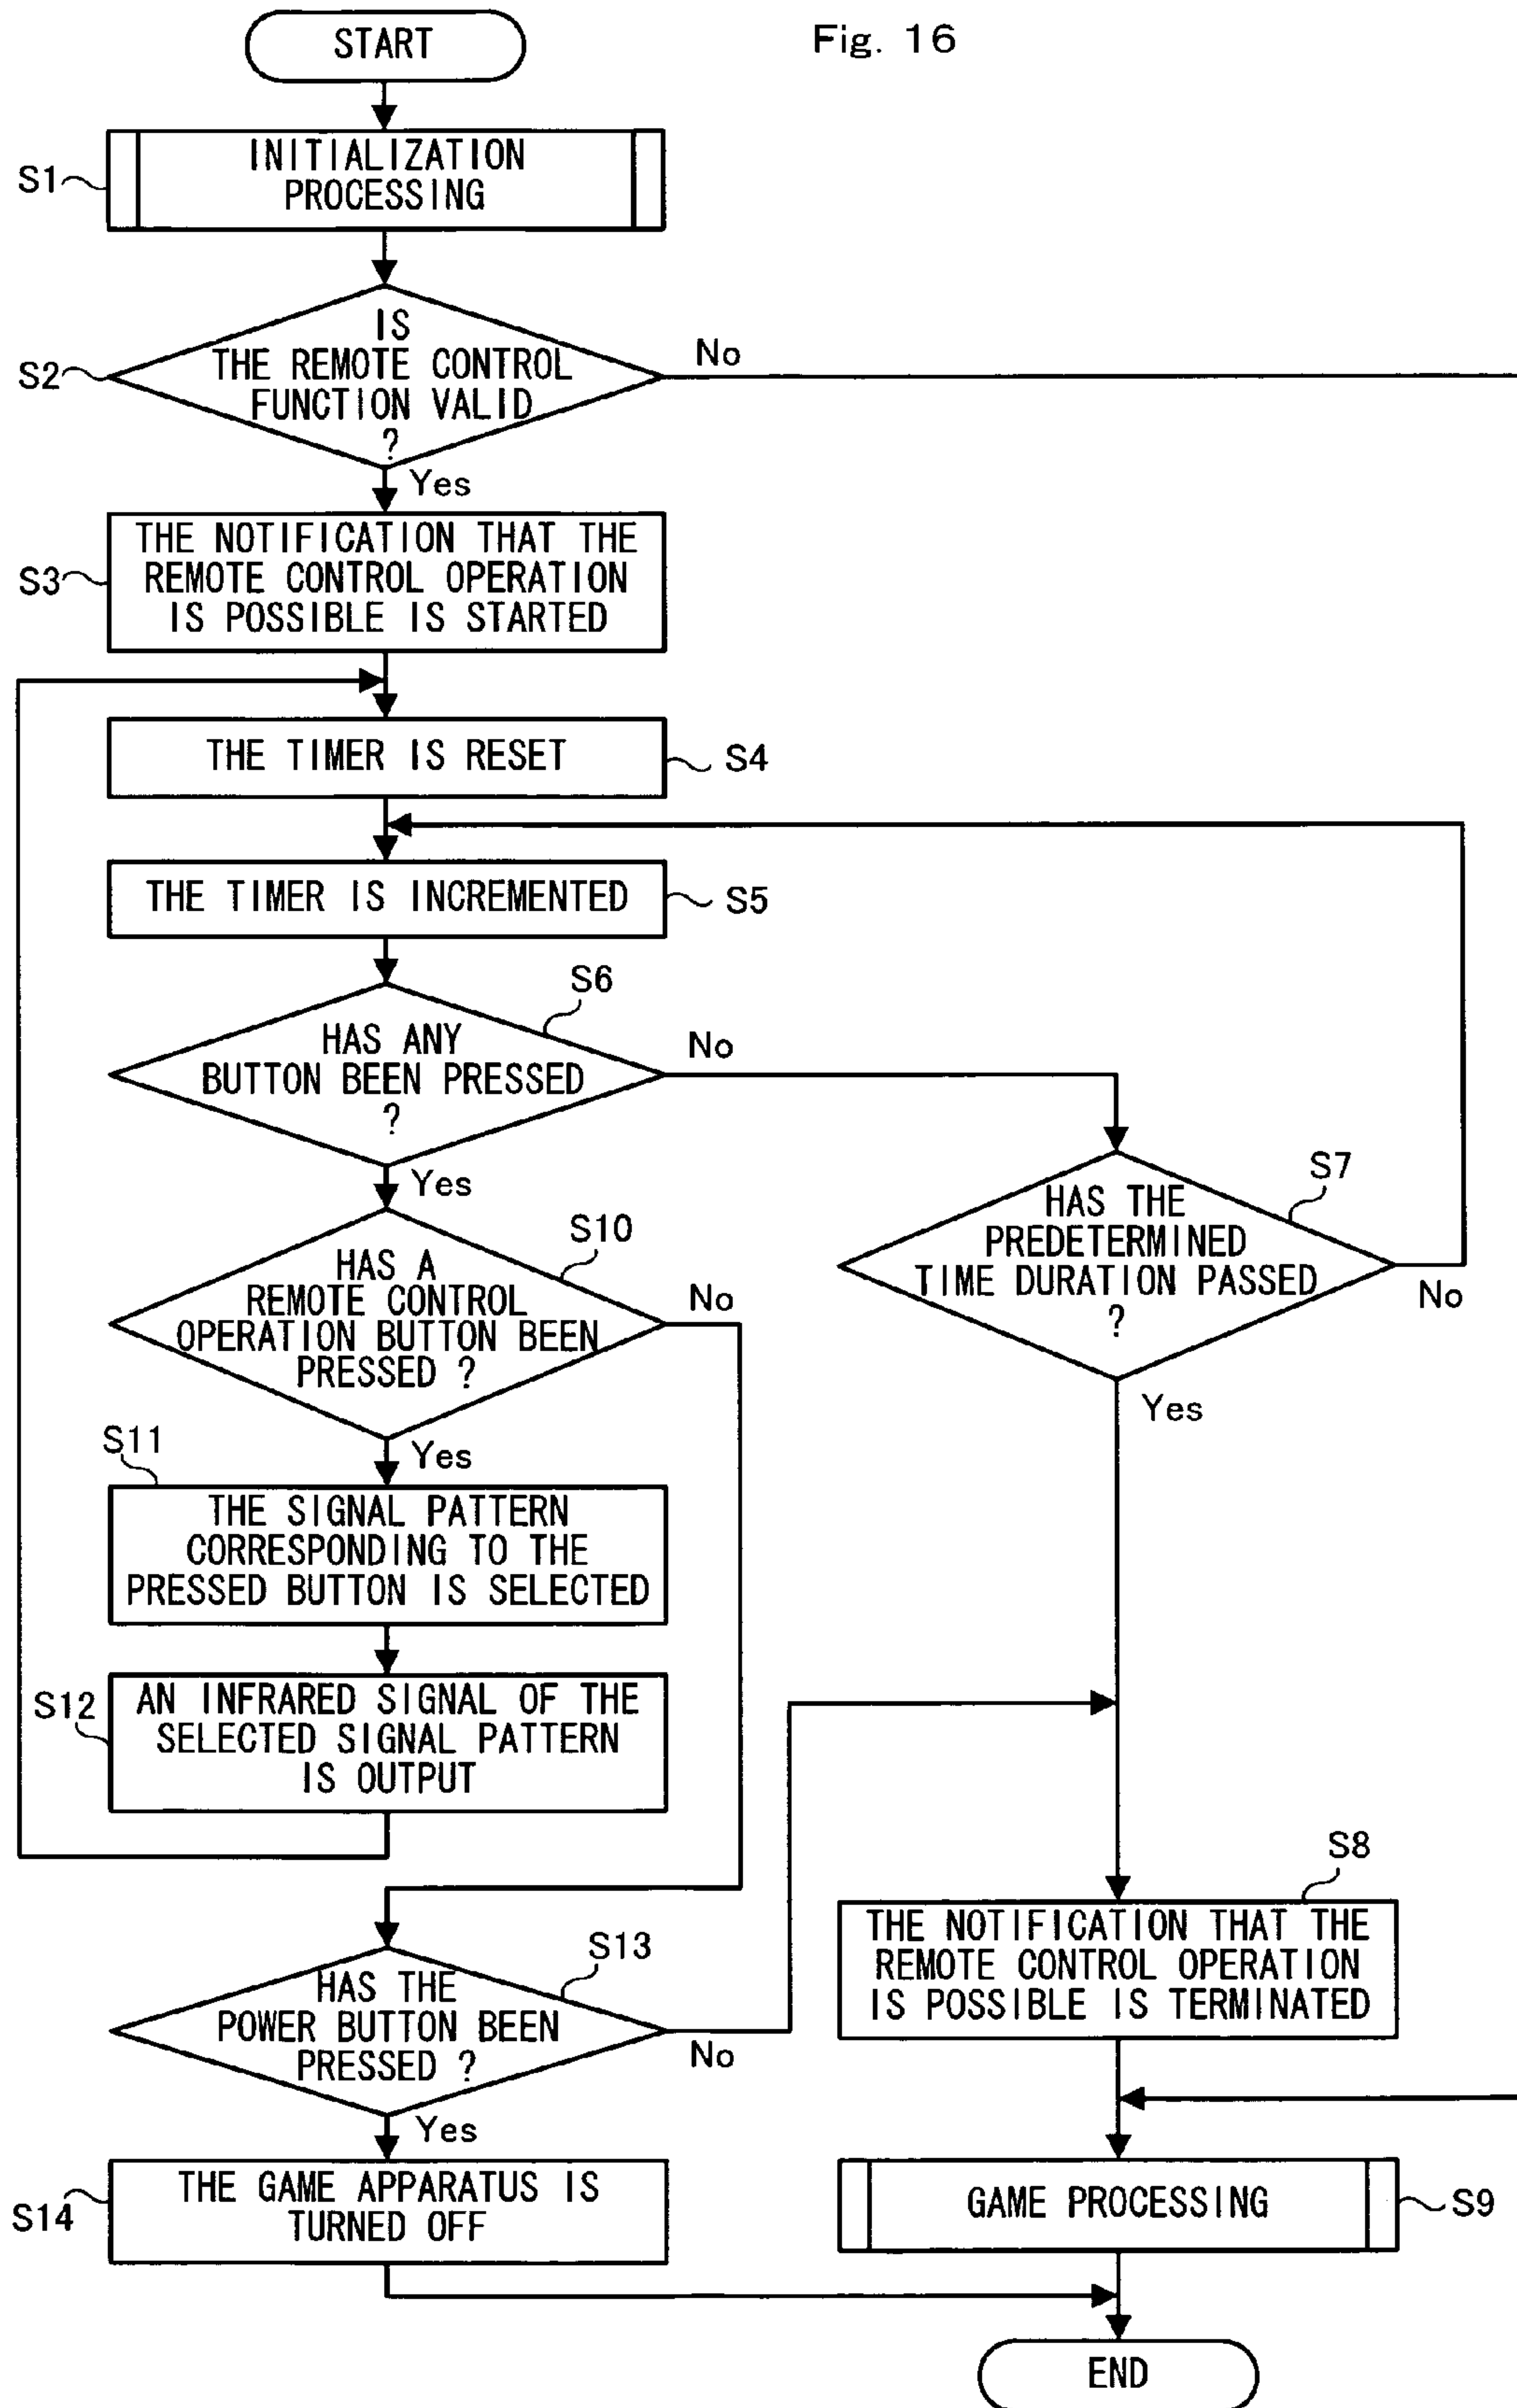 Fig. 16
START
S1
INITIALIZATION
PROCESSING
S2
IS
THE REMOTE CONTROL
FUNCTION VALID
?
No
Yes
S3
THE NOTIFICATION THAT THE
REMOTE CONTROL OPERATION
IS POSSIBLE IS STARTED
THE TIMER IS RESET
S4
THE TIMER IS INCREMENTED
S5
S6
HAS ANY
BUTTON BEEN PRESSED
?
No
Yes
S7
HAS THE
PREDETERMINED
TIME DURATION PASSED
?
No
Yes
S10
HAS A
REMOTE CONTROL
OPERATION BUTTON BEEN
PRESSED ?
No
Yes
S11
THE SIGNAL PATTERN
CORRESPONDING TO THE
PRESSED BUTTON IS SELECTED
S12
AN INFRARED SIGNAL OF THE
SELECTED SIGNAL PATTERN
IS OUTPUT
S8
THE NOTIFICATION THAT THE
REMOTE CONTROL OPERATION
IS POSSIBLE IS TERMINATED
S13
HAS THE
POWER BUTTON BEEN
PRESSED ?
No
Yes
S14
THE GAME APPARATUS IS
TURNED OFF
GAME PROCESSING
S9
END